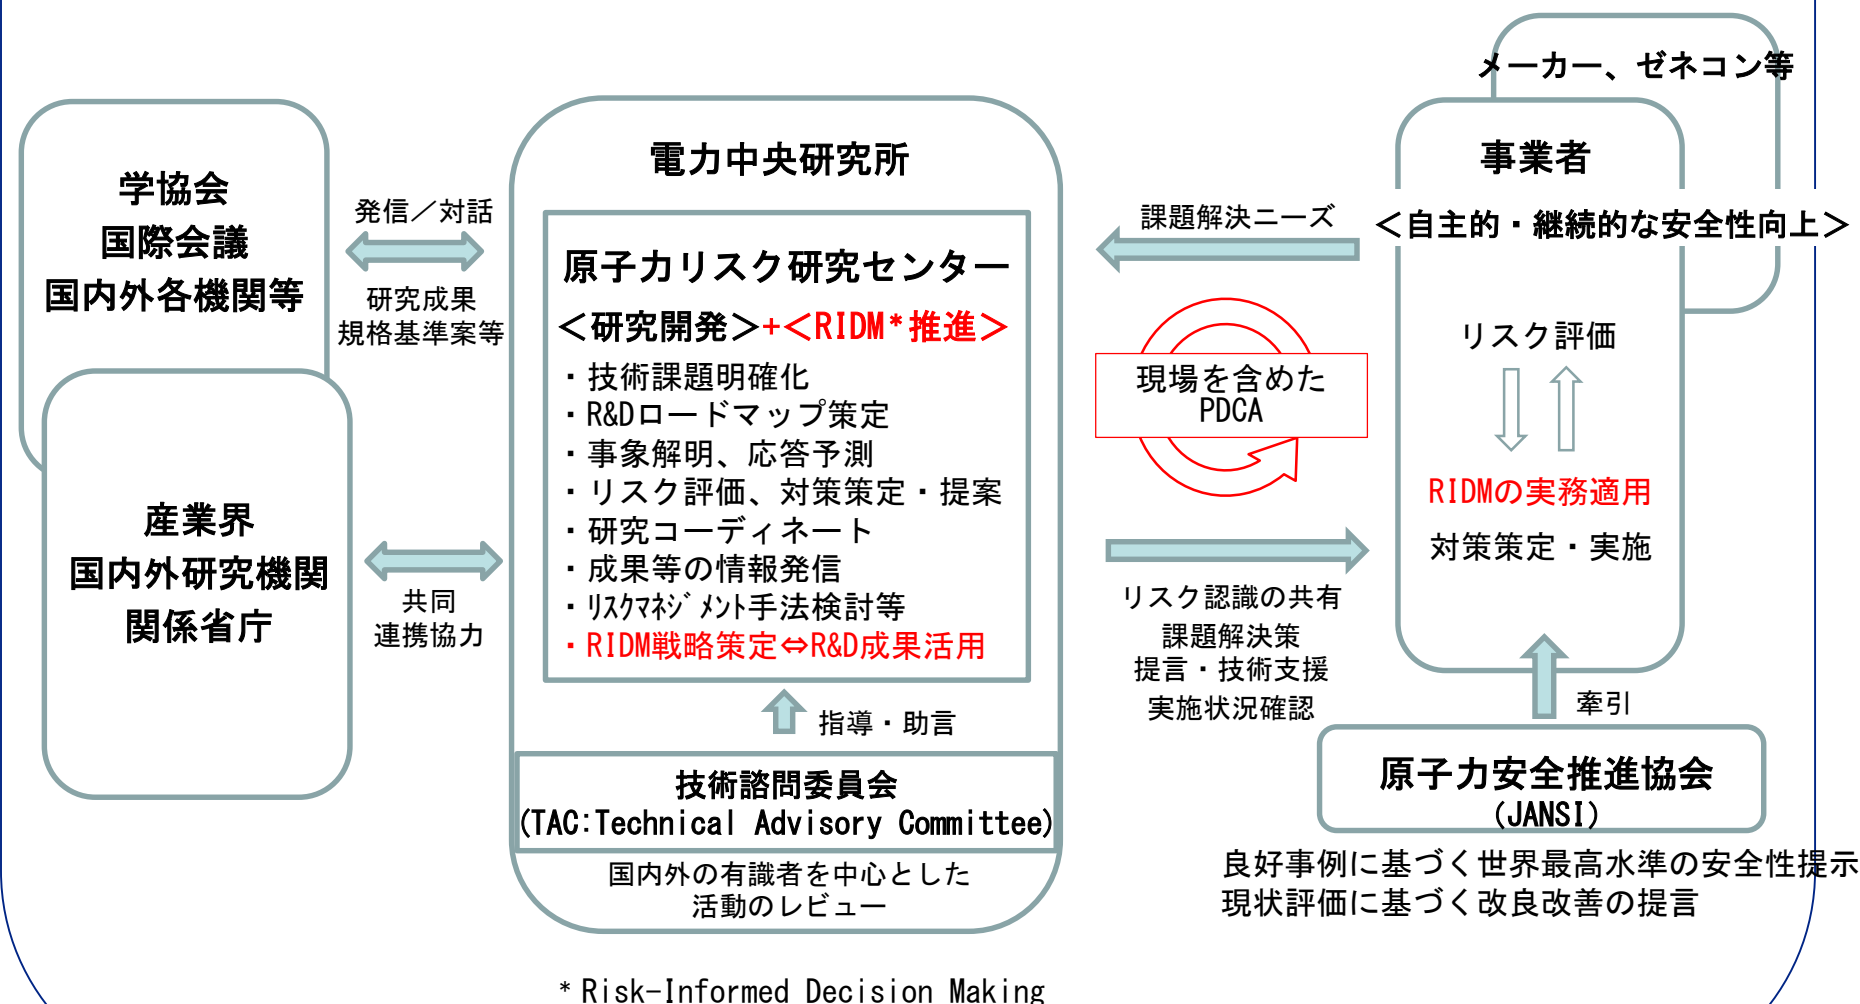 メーカー、ゼネコン等
学協会
国際会議
国内外各機関等
発信／対話
研究成果
規格基準案等
産業界
国内外研究機関
関係省庁
共同
連携協力
電力中央研究所
原子力リスク研究センター
＜研究開発＞+＜RIDM*推進＞
・技術課題明確化
・R&Dロードマップ策定
・事象解明、応答予測
・リスク評価、対策策定・提案
・研究コーディネート
・成果等の情報発信
・ﾘｽｸﾏﾈｼﾞﾒﾝﾄ手法検討等
・RIDM戦略策定⇔R&D成果活用
指導・助言
技術諮問委員会
(TAC:Technical Advisory Committee)
国内外の有識者を中心とした
活動のレビュー
課題解決ニーズ
現場を含めた
PDCA
リスク認識の共有
課題解決策
提言・技術支援
実施状況確認
事業者
＜自主的・継続的な安全性向上＞
リスク評価
RIDMの実務適用
対策策定・実施
牽引
原子力安全推進協会
(JANSI)
良好事例に基づく世界最高水準の安全性提示
現状評価に基づく改良改善の提言
* Risk-Informed Decision Making